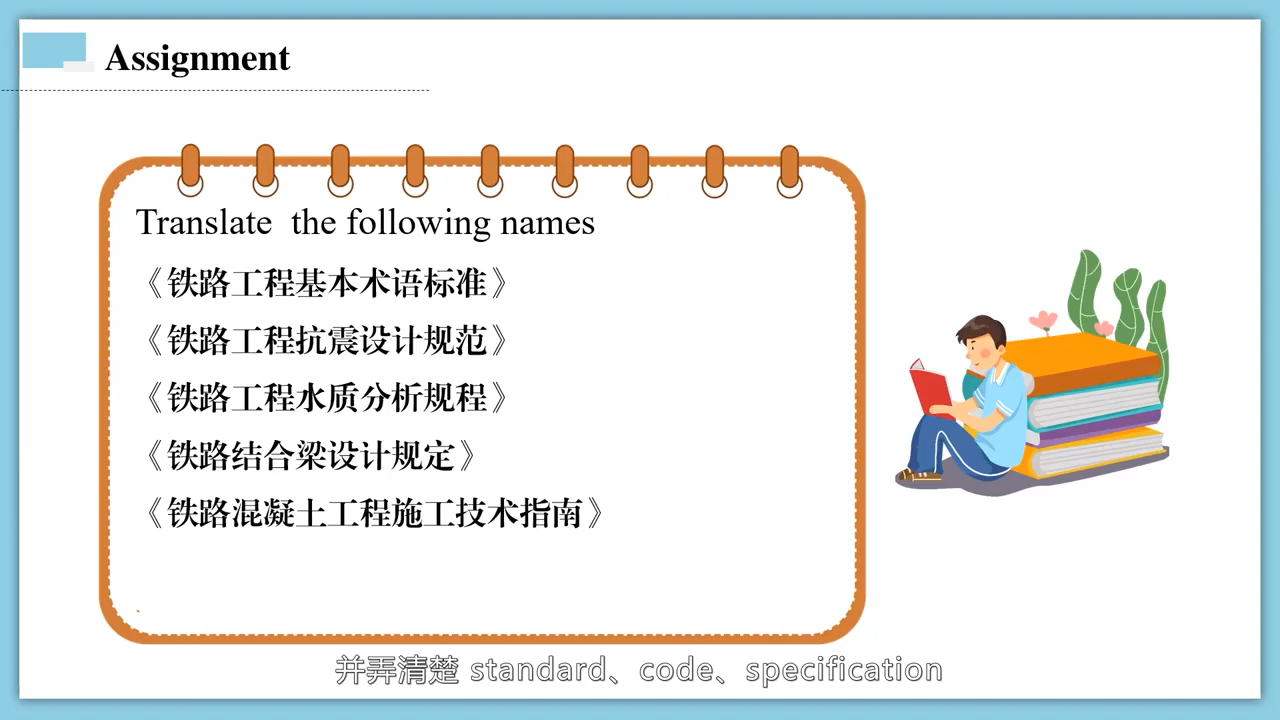 Assignment
Translate the following names
《铁路工程基本术语标准》
《铁路工程抗震设计规范》
《铁路工程水质分析规程》
《铁路结合梁设计规定》
《铁路混凝土工程施工技术指南》
并弄清楚 standard、code、specification